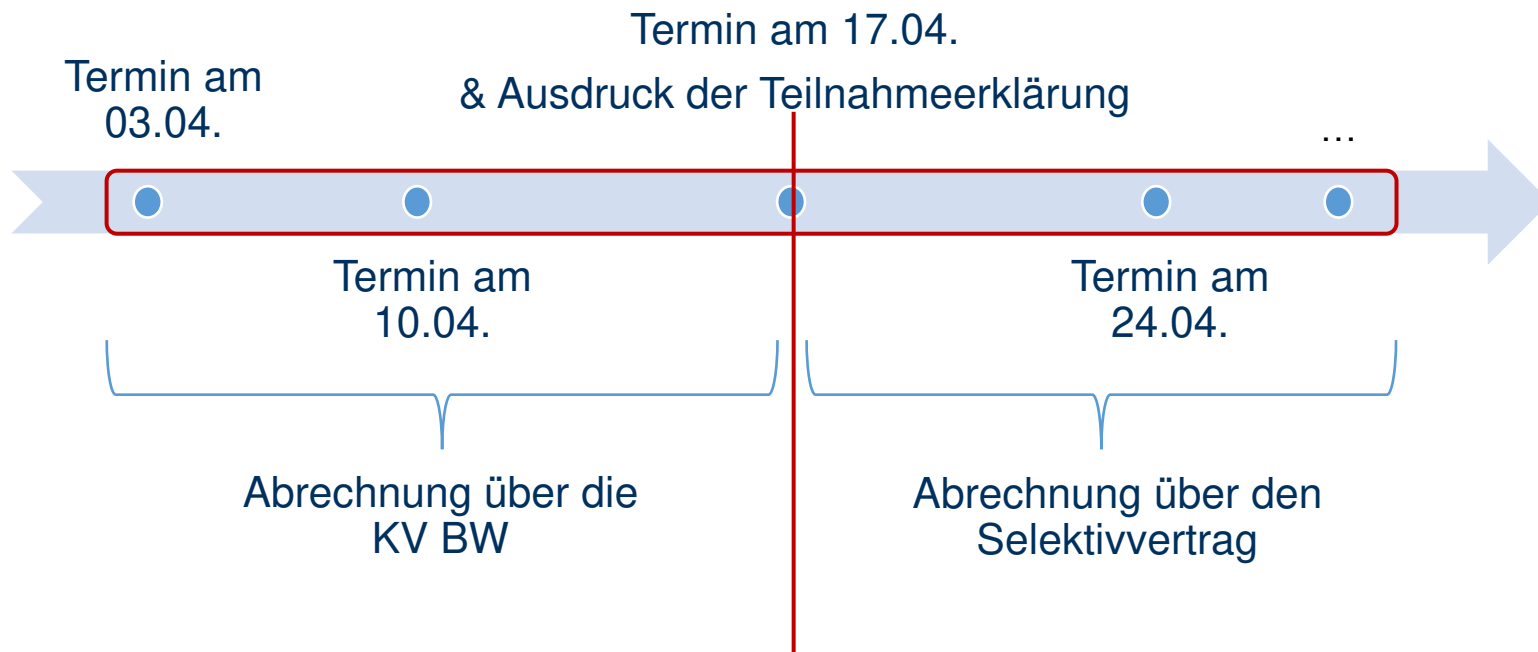 Termin am 17.04.
& Ausdruck der Teilnahmeerklärung
Termin am
03.04.
...
Termin am
10.04.
Termin am
24.04.
Abrechnung über die
KV BW
Abrechnung über den
Selektivvertrag